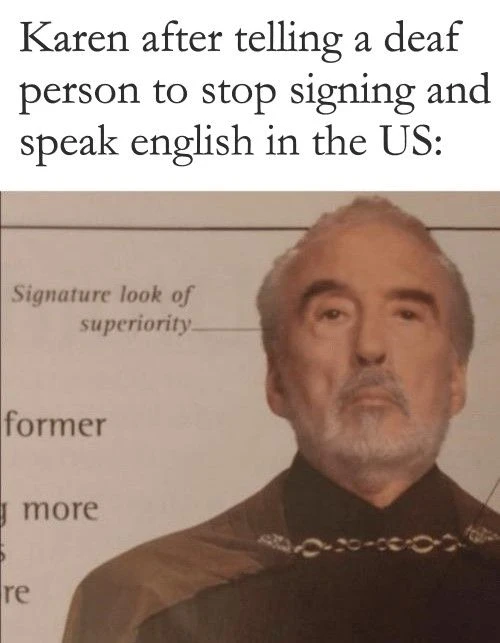 Karen after telling a deaf
person to stop signing and
speak english in the US:
Signature look of
superiority
former
more
re